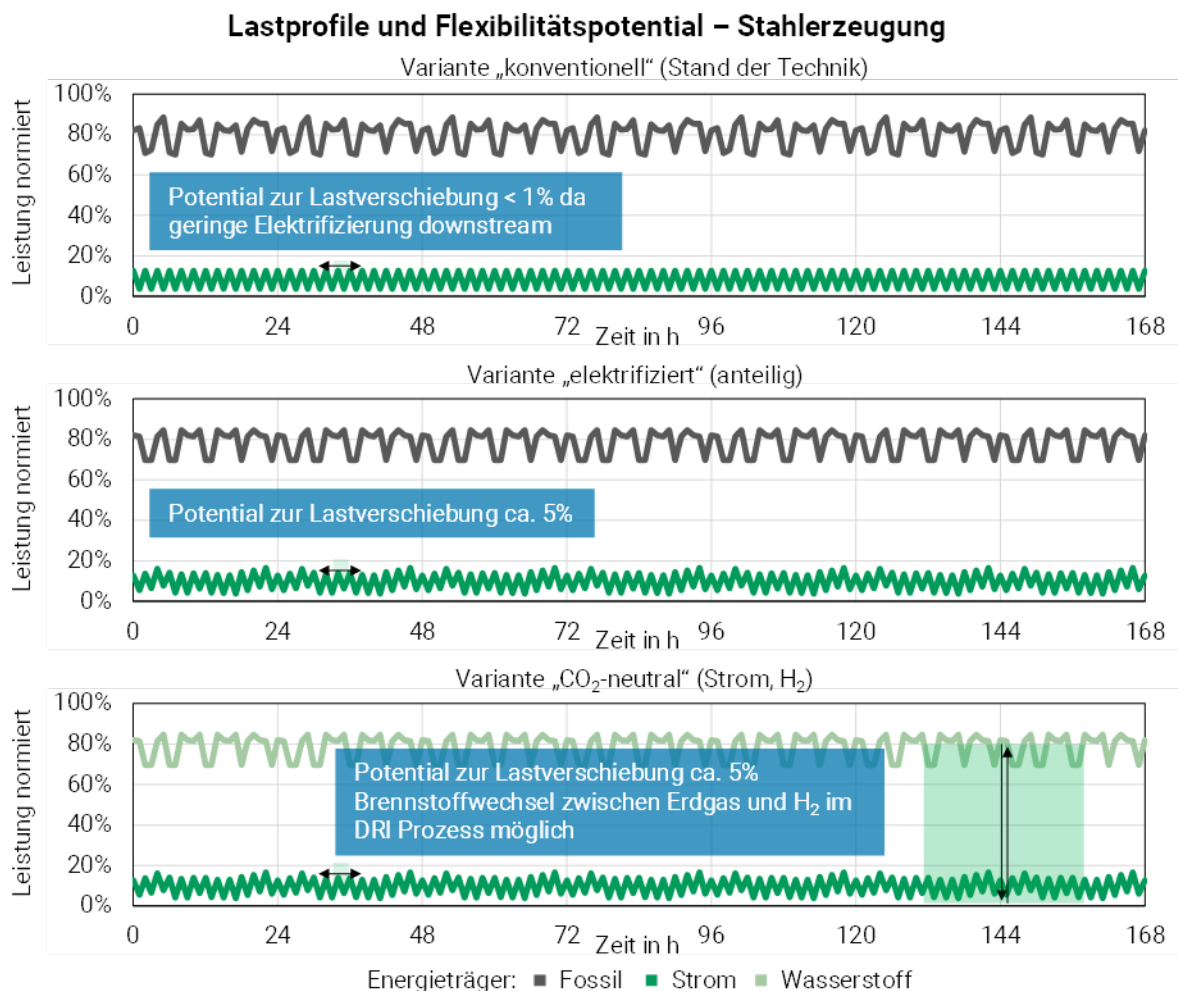 Lastprofile und Flexibilitätspotential – Stahlerzeugung
Variante „konventionell“ (Stand der Technik)
Leistung normiert
100%
80%
60%
40%
20%
0%
Potential zur Lastverschiebung < 1% da
geringe Elektrifizierung downstream
0 24 48 72 96 120 144 168
Zeit in h
Variante „elektrifiziert“ (anteilig)
Leistung normiert
100%
80%
60%
40%
20%
0%
Potential zur Lastverschiebung ca. 5%
0 24 48 72 96 120 144 168
Zeit in h
Variante „CO₂-neutral“ (Strom, H₂)
Leistung normiert
100%
80%
60%
40%
20%
0%
Potential zur Lastverschiebung ca. 5%
Brennstoffwechsel zwischen Erdgas und H₂ im
DRI Prozess möglich
0 24 48 72 96 120 144 168
Zeit in h
Energieträger: Fossil Strom Wasserstoff